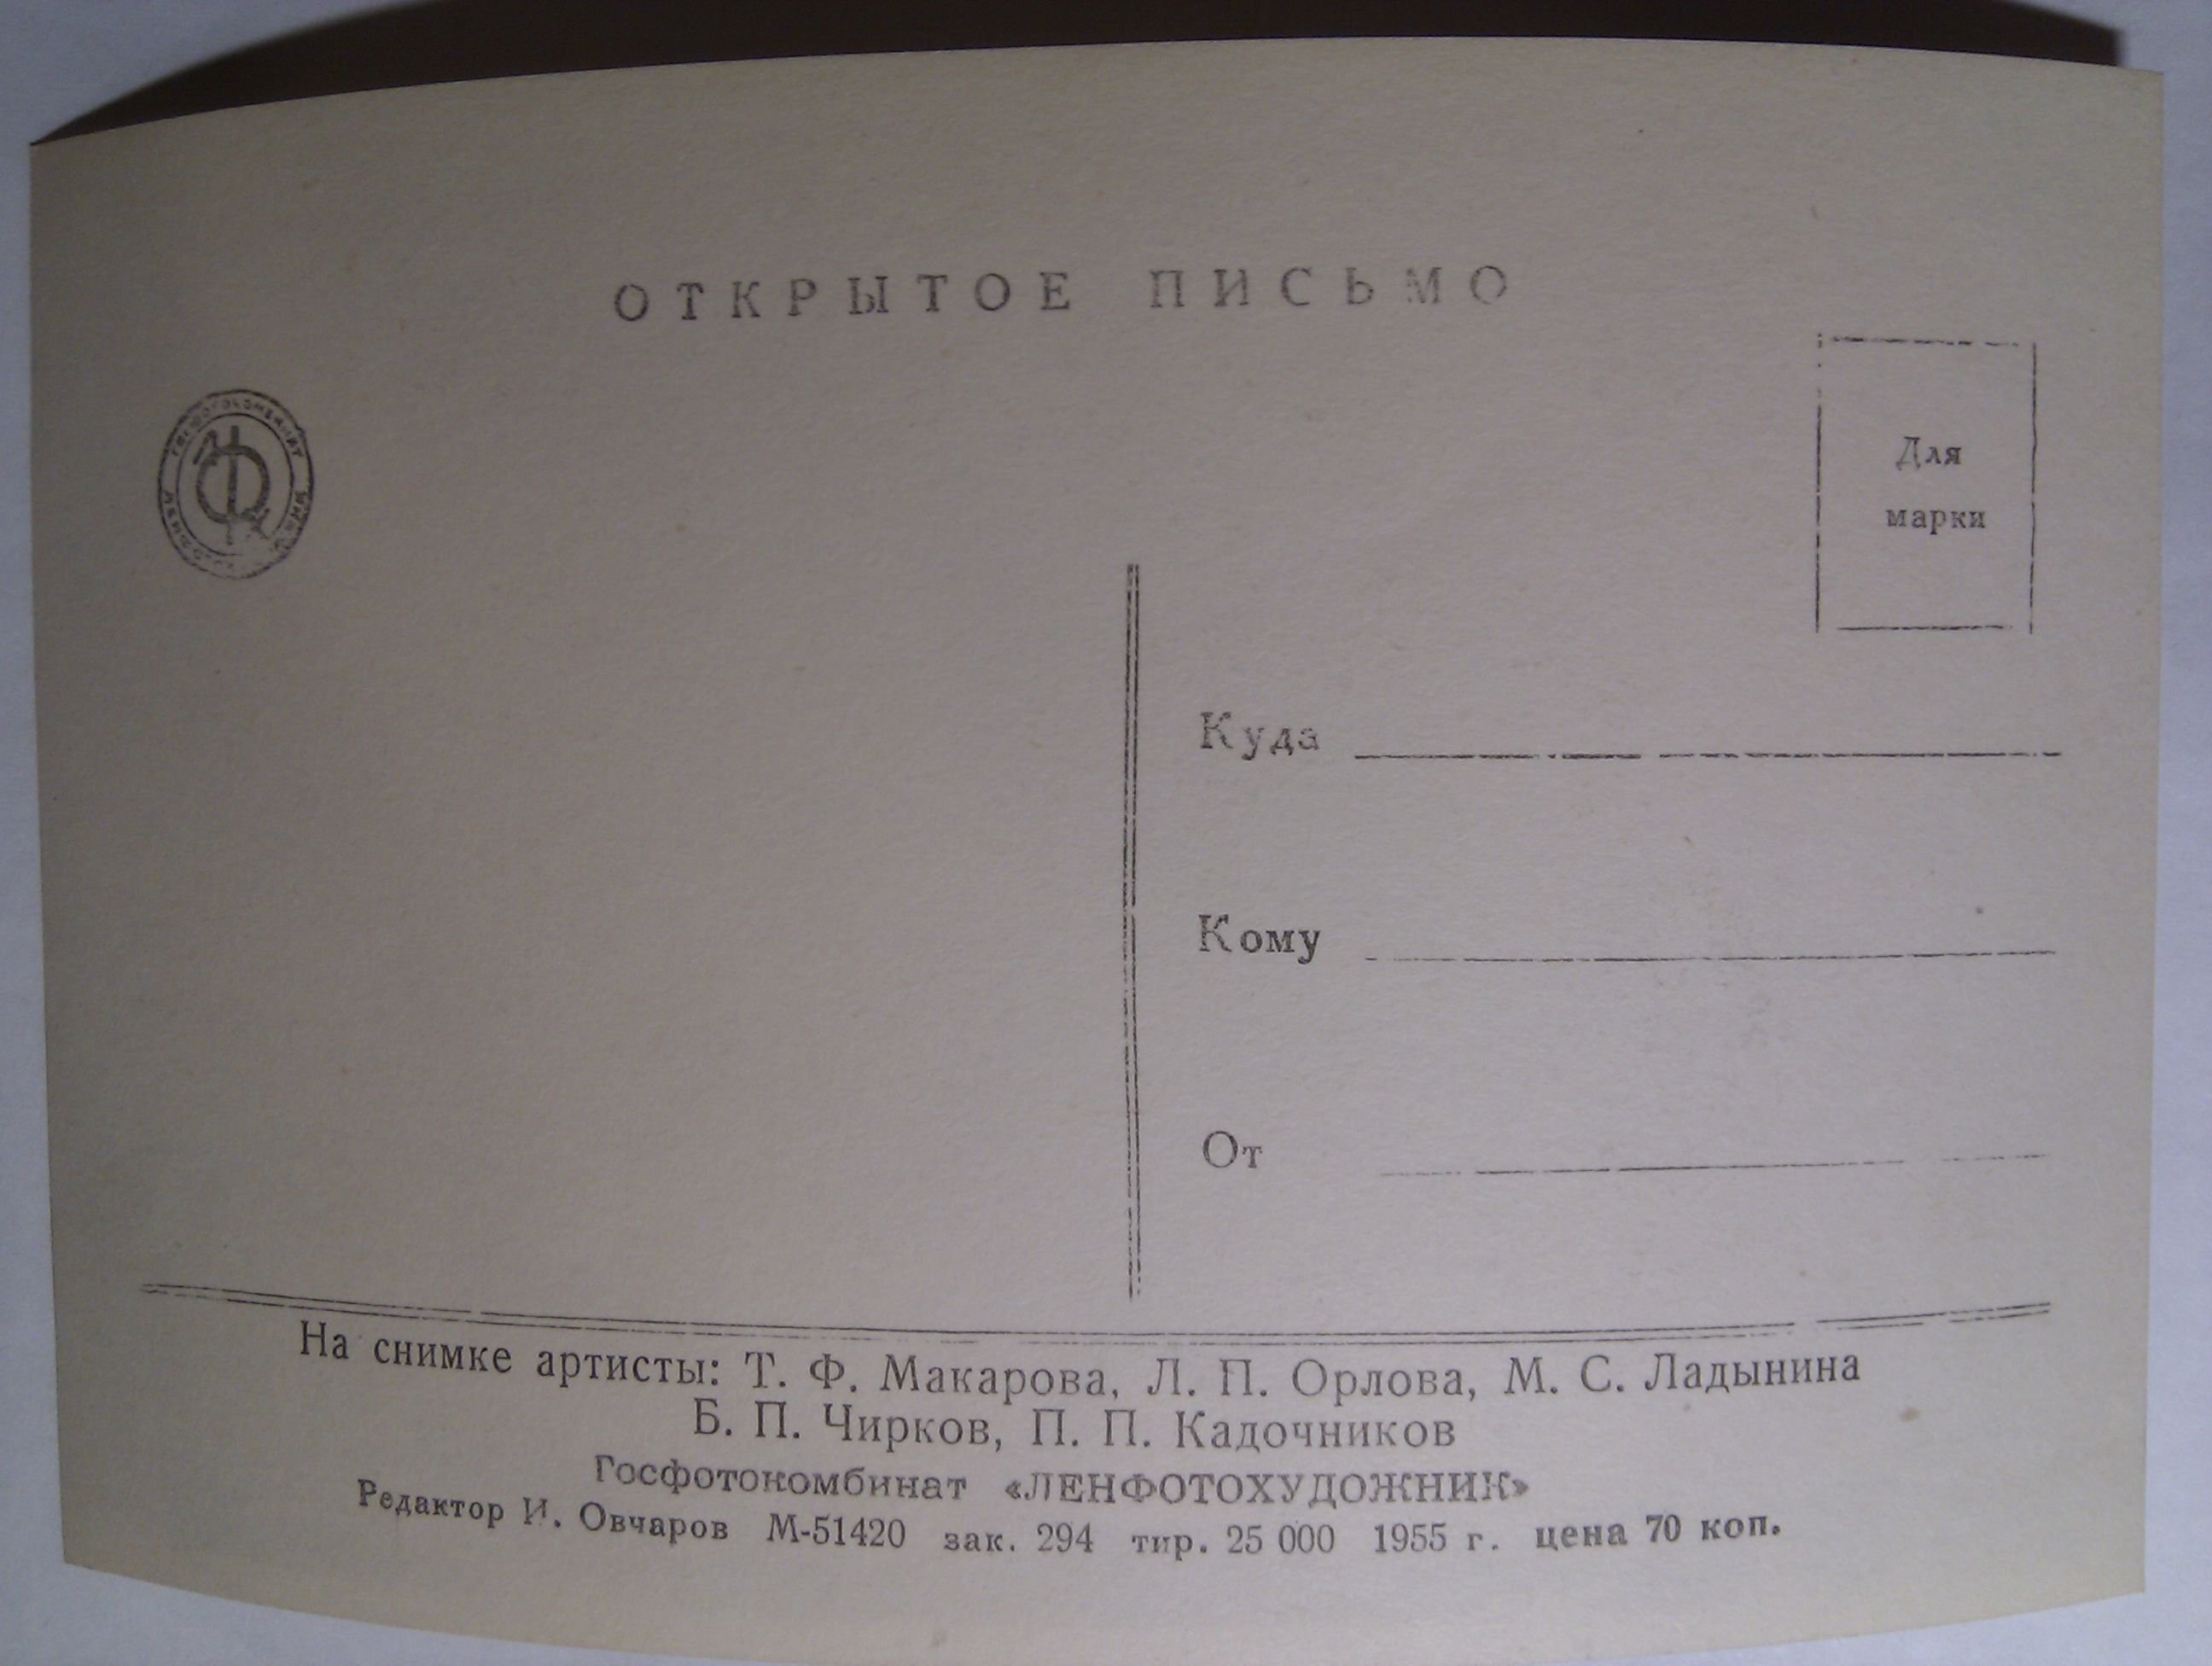 ОТКРЫТОЕ ПИСЬМО
Для
марки
Куда
Кому
От
На снимке артисты: Т. Ф. Макарова, Л. П. Орлова, М. С. Ладынина
Б. П. Чирков, П. П. Кадочников
Госфотокомбинат «ЛЕНФОТОХУДОЖНИК»
Редактор И. Овчаров М-51420 зак. 294 тир. 25 000 1955 г. цена 70 коп.